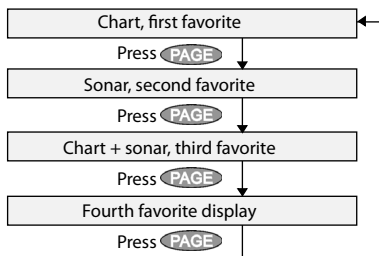 Chart, first favorite
Press PAGE
Sonar, second favorite
Press PAGE
Chart + sonar, third favorite
Press PAGE
Fourth favorite display
Press PAGE